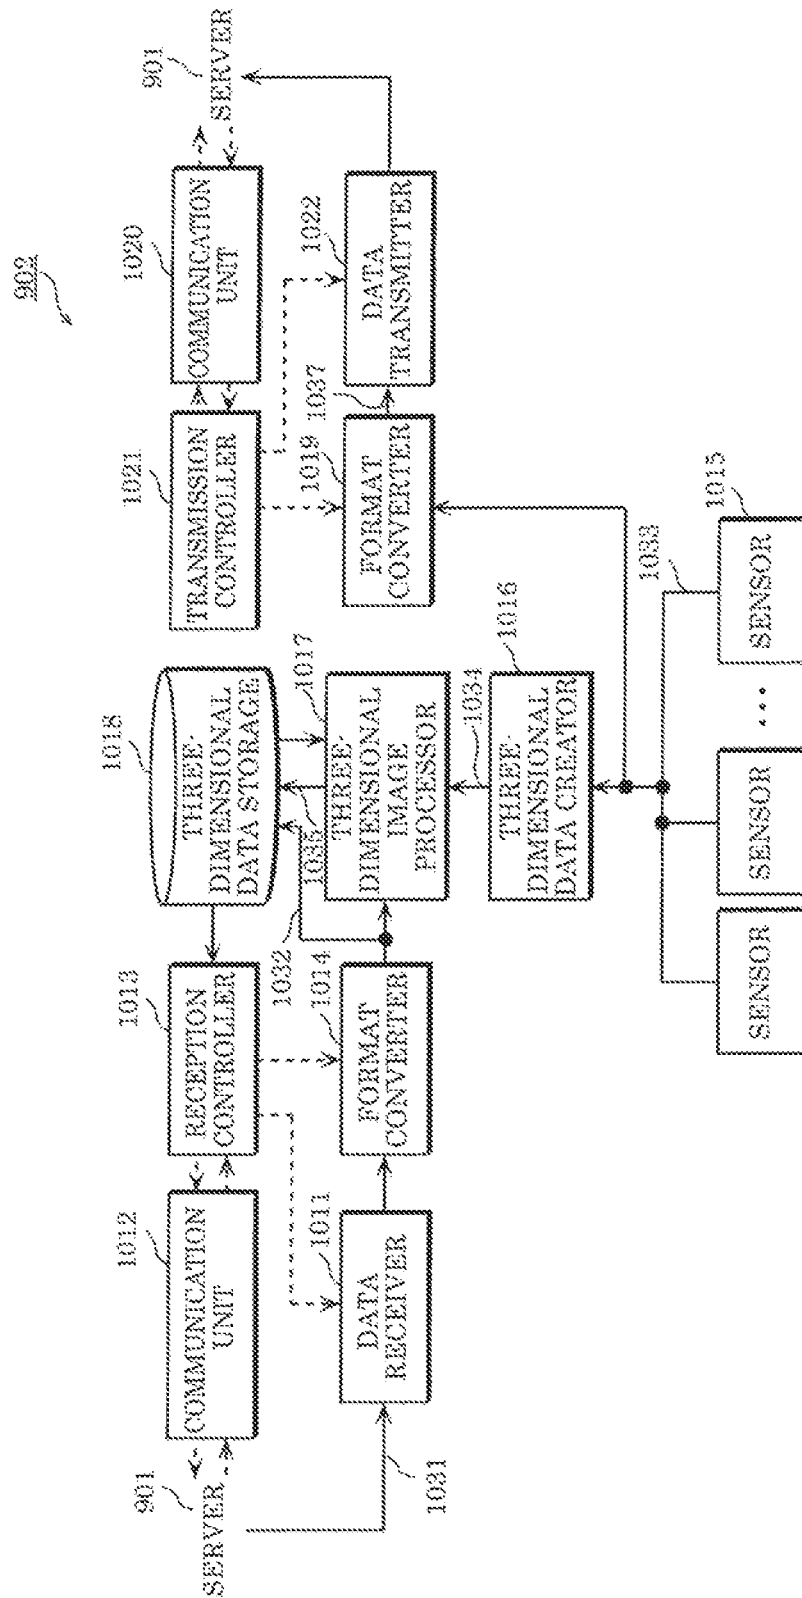 902
901
SERVER
1012
COMMUNICATION
UNIT
1013
RECEPTION
CONTROLLER
1018
THREE-
DIMENSIONAL
DATA STORAGE
1021
TRANSMISSION
CONTROLLER
1020
COMMUNICATION
UNIT
901
SERVER
1031
1011
DATA
RECEIVER
1014
FORMAT
CONVERTER
1032
1035
1017
THREE-
DIMENSIONAL
IMAGE
PROCESSOR
1019
FORMAT
CONVERTER
1037
1022
DATA
TRANSMITTER
1034
1016
THREE-
DIMENSIONAL
DATA CREATOR
1033
1015
SENSOR
SENSOR
...
SENSOR